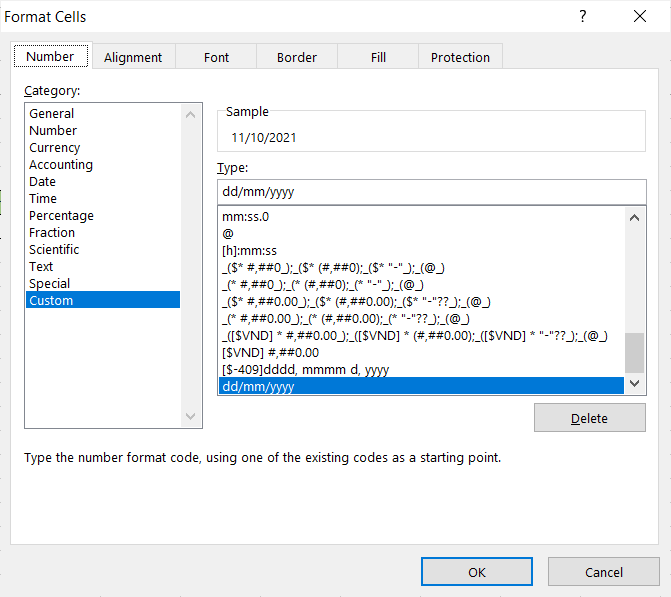 Format Cells
?
Number Alignment Font Border Fill Protection
Category:
General
Number
Currency
Accounting
Date
Time
Percentage
Fraction
Scientific
Text
Special
Custom
Sample
11/10/2021
Type:
dd/mm/yyyy
mm:ss.0
@
[h]:mm:ss
_($* #,##0_);_($* (#,##0);_($* "-"_);_(@_)
_(* #,##0_);_(* (#,##0);_(* "-"_);_(@_)
_($* #,##0.00_);_($* (#,##0.00);_($* "-"??_);_(@_)
_(* #,##0.00_);_(* (#,##0.00);_(* "-"??_);_(@_)
_([$VND] * #,##0.00_);_([$VND] * (#,##0.00);_([$VND] * "-"??_);_(@_)
[$VND] #,##0.00
[$-409]dddd, mmmm d, yyyy
dd/mm/yyyy
Delete
Type the number format code, using one of the existing codes as a starting point.
OK Cancel